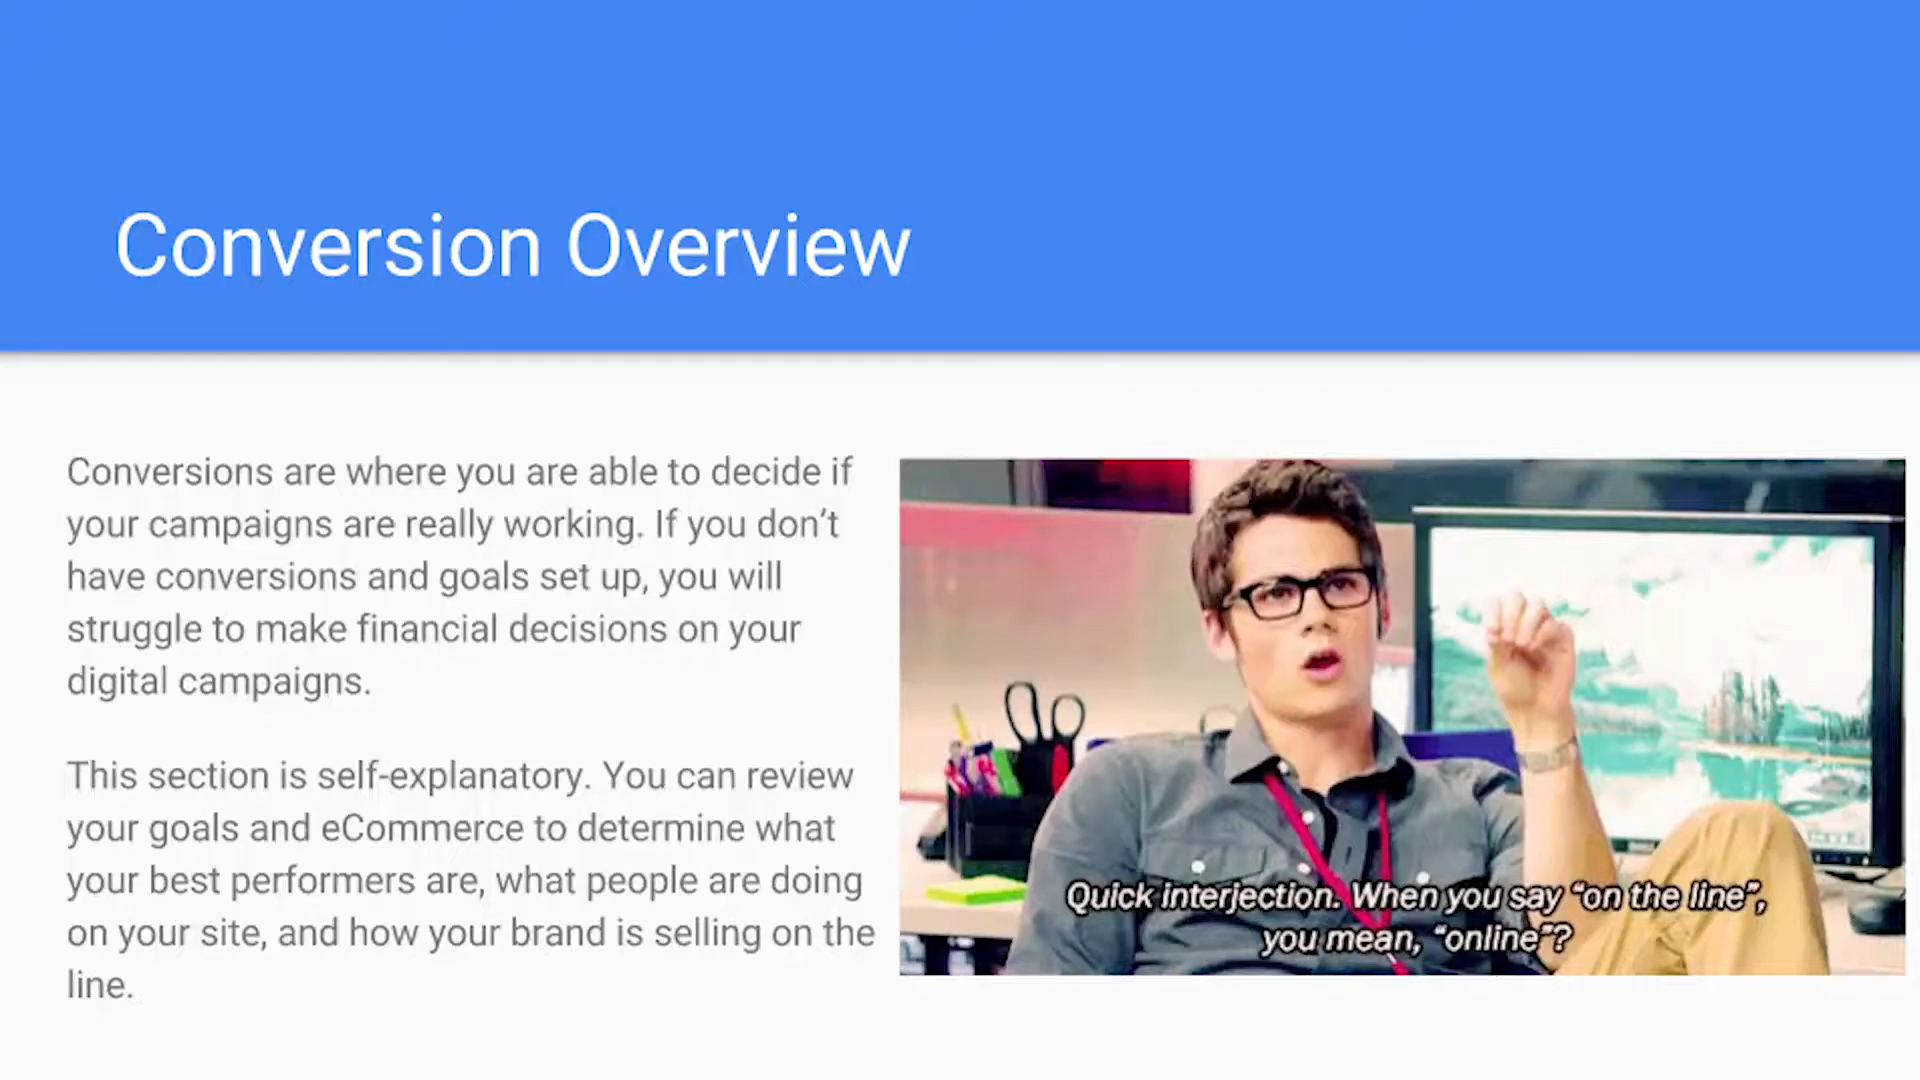 Conversion Overview
Conversions are where you are able to decide if
your campaigns are really working. If you don’t
have conversions and goals set up, you will
struggle to make financial decisions on your
digital campaigns.
This section is self-explanatory. You can review
your goals and eCommerce to determine what
your best performers are, what people are doing
on your site, and how your brand is selling on the
line.
Quick interjection. When you say “on the line”,
you mean, “online”?